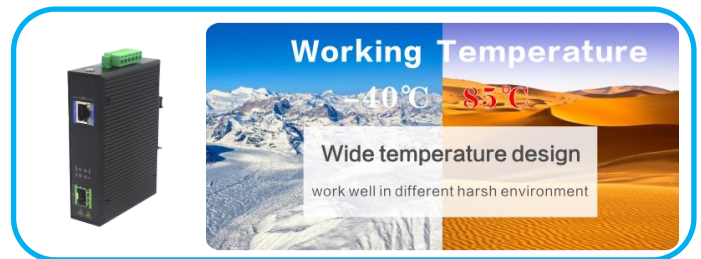 Working Temperature
-40℃ 85℃
Wide temperature design
work well in different harsh environment